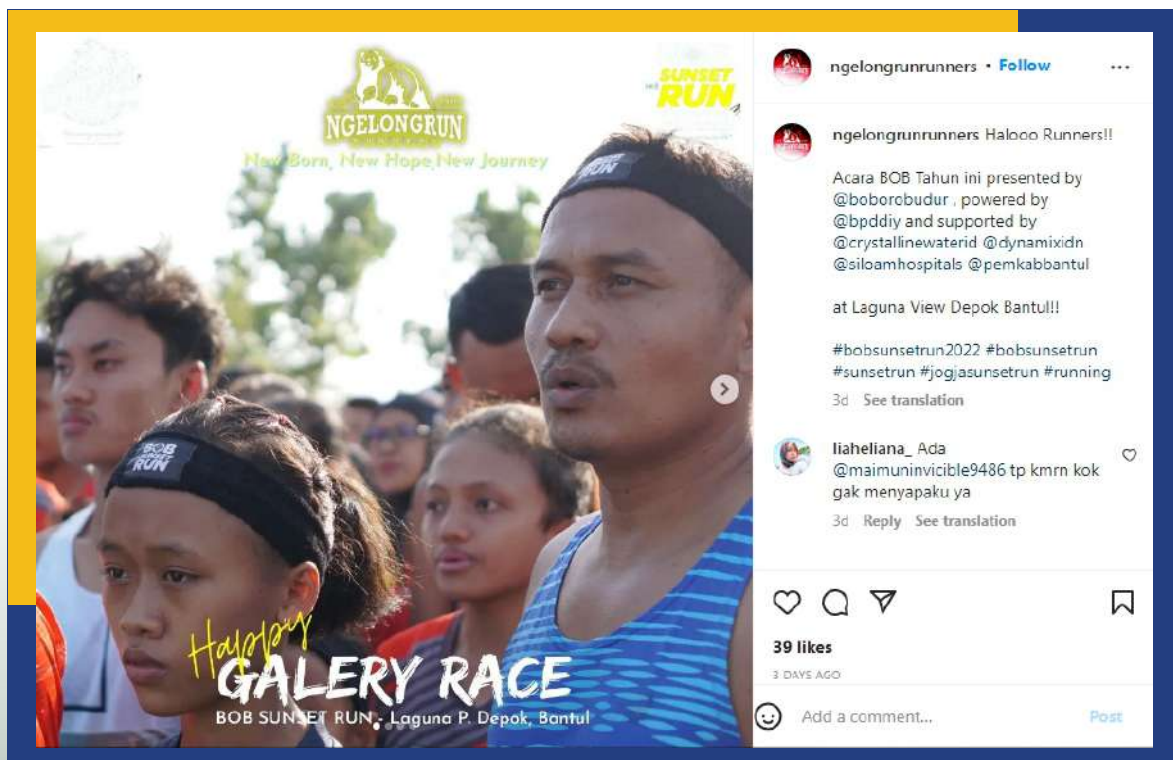 NGELONGRUN
New Born, New Hope,New Journey
SUNSET
RUN
RUN
BOB
SUNSET
RUN
Happy
GALERY RACE
BOB SUNSET RUN - Laguna P. Depok, Bantul
ngelongrunrunners • Follow
ngelongrunrunners Halooo Runners!!
Acara BOB Tahun ini presented by
@boborobudur , powered by
@bpddiy and supported by
@crystallinewaterid @dynamixidn
@siloamhospitals @pemkabbantul
at Laguna View Depok Bantul!!
#bobsunsetrun2022 #bobsunsetrun
#sunsetrun #jogjasunsetrun #running
3d See translation
liaheliana_ Ada
@maimuninvicible9486 tp kmrn kok
gak menyapaku ya
3d Reply See translation
39 likes
3 DAYS AGO
Add a comment...
Post